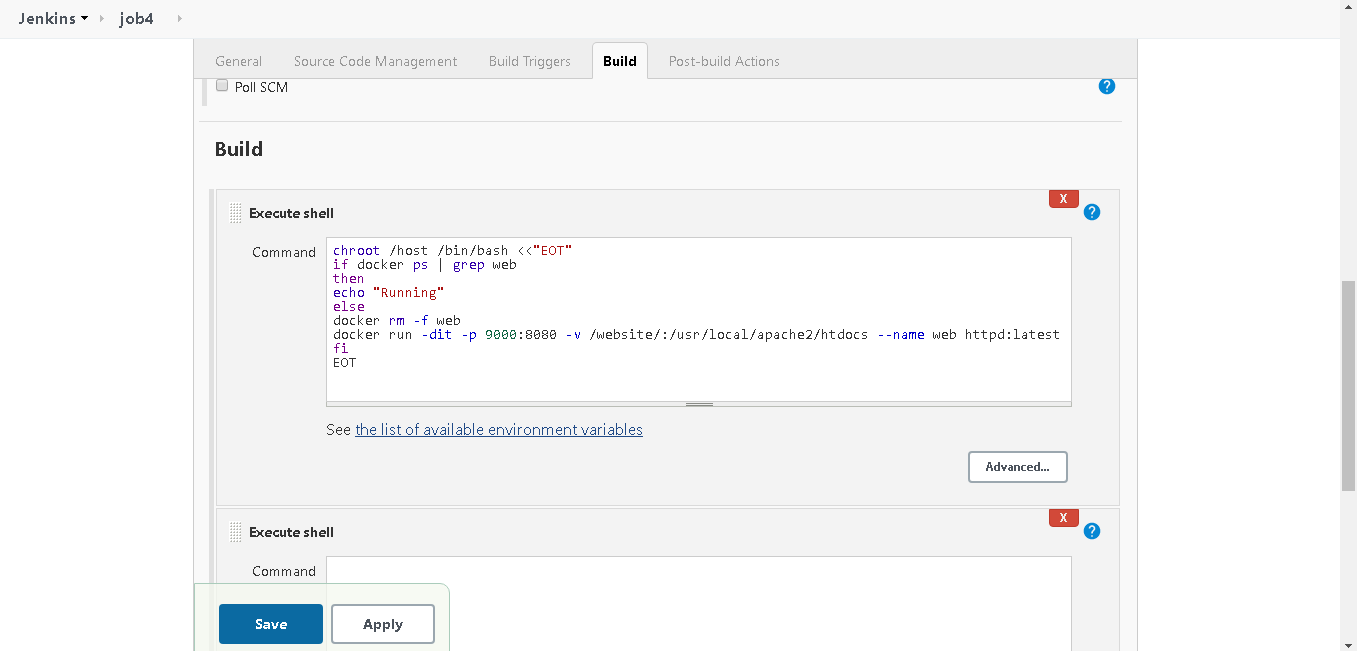 Jenkins job4
General Source Code Management Build Triggers Build Post-build Actions
Poll SCM
?
Build
X
Execute shell
?
Command
chroot /host /bin/bash <<"EOT"
if docker ps | grep web
then
echo "Running"
else
docker rm -f web
docker run -dit -p 9000:8080 -v /website/:/usr/local/apache2/htdocs --name web httpd:latest
fi
EOT
See the list of available environment variables
Advanced...
X
Execute shell
?
Command
Save Apply